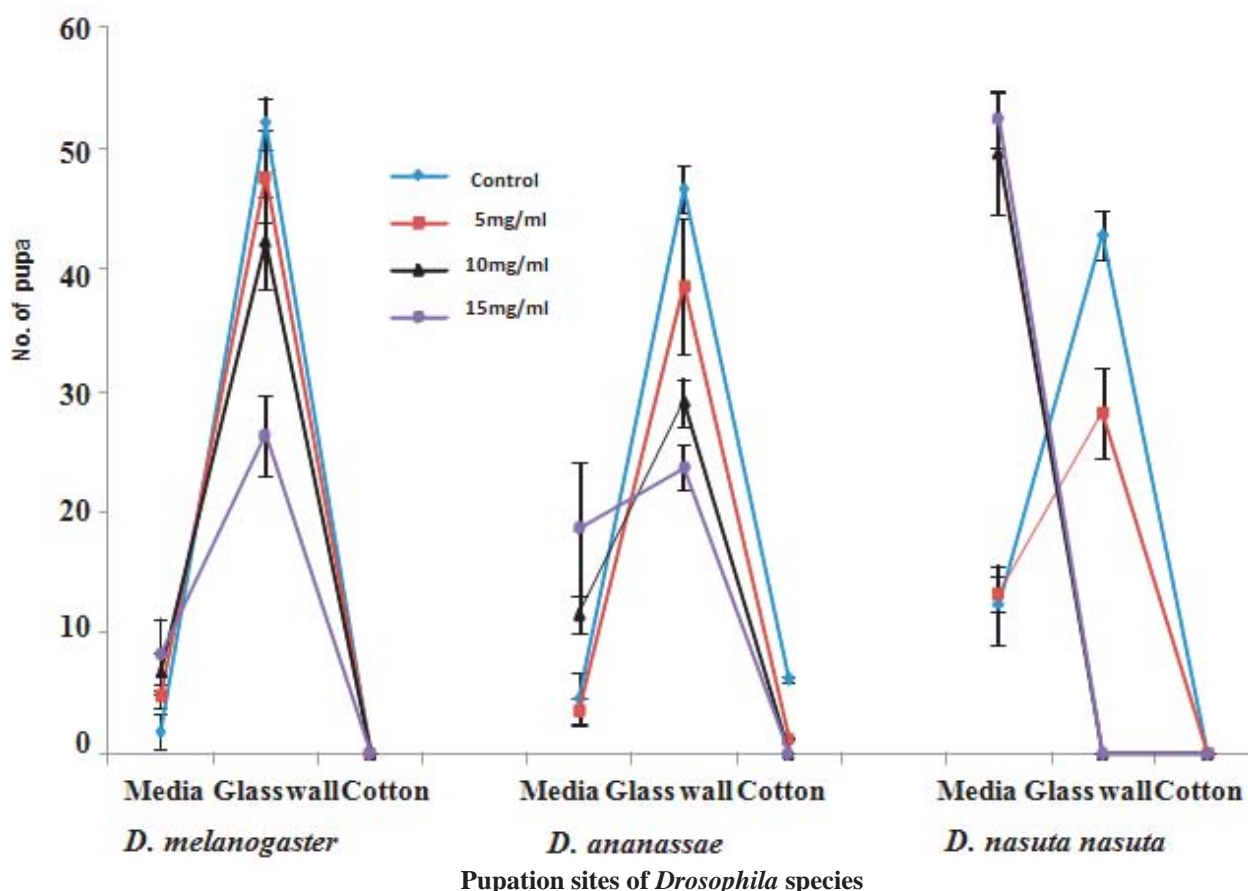 60
50
40
30
20
10
0
No. of pupa
Control
5mg/ml
10mg/ml
15mg/ml
Media Glass wall Cotton
Media Glass wall Cotton
Media Glass wall Cotton
D. melanogaster
D. ananassae
D. nasuta nasuta
Pupation sites of Drosophila species